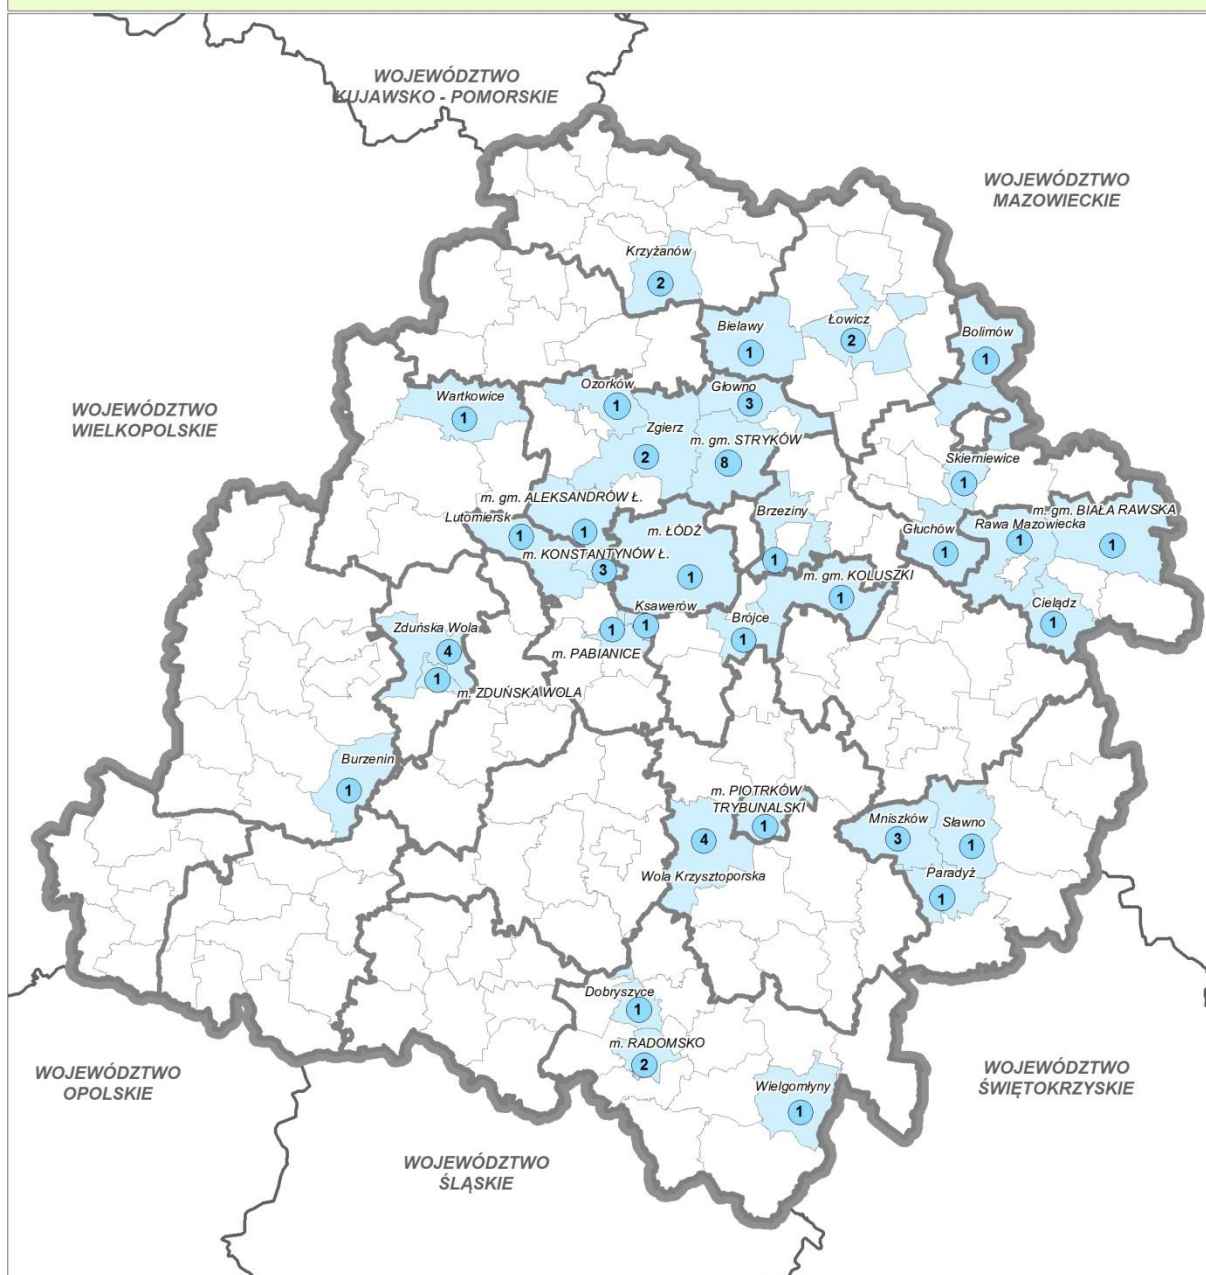 WOJEWÓDZTWO
KUJAWSKO - POMORSKIE
WOJEWÓDZTWO
MAZOWIECKIE
Krzyżanów
2
Bielawy
1
Łowicz
2
Bolimów
1
WOJEWÓDZTWO
WIELKOPOLSKIE
Wartkowice
1
Ozorków
1
Głowno
3
Zgierz
2
m. gm. STRYKÓW
8
Skierniewice
1
m. gm. ALEKSANDRÓW Ł.
1
Lutomiersk
1
m. ŁÓDŹ
1
Brzeziny
1
Głuchów
1
Rawa Mazowiecka
1
m. gm. BIAŁA RAWSKA
1
m. KONSTANTYNÓW Ł.
3
m. gm. KOLUSZKI
1
Ksawerów
1
Brójce
1
Cielądz
1
1
m. PABIANICE
Zduńska Wola
4
1
m. ZDUŃSKA WOLA
Burzenin
1
m. PIOTRKÓW
TRYBUNALSKI
1
4
Wola Krzysztoporska
Mniszków
3
Sławno
1
Paradyż
1
Dobryszyce
1
m. RADOMSKO
2
Wielgomłyny
1
WOJEWÓDZTWO
OPOLSKIE
WOJEWÓDZTWO
ŚWIĘTOKRZYSKIE
WOJEWÓDZTWO
ŚLĄSKIE